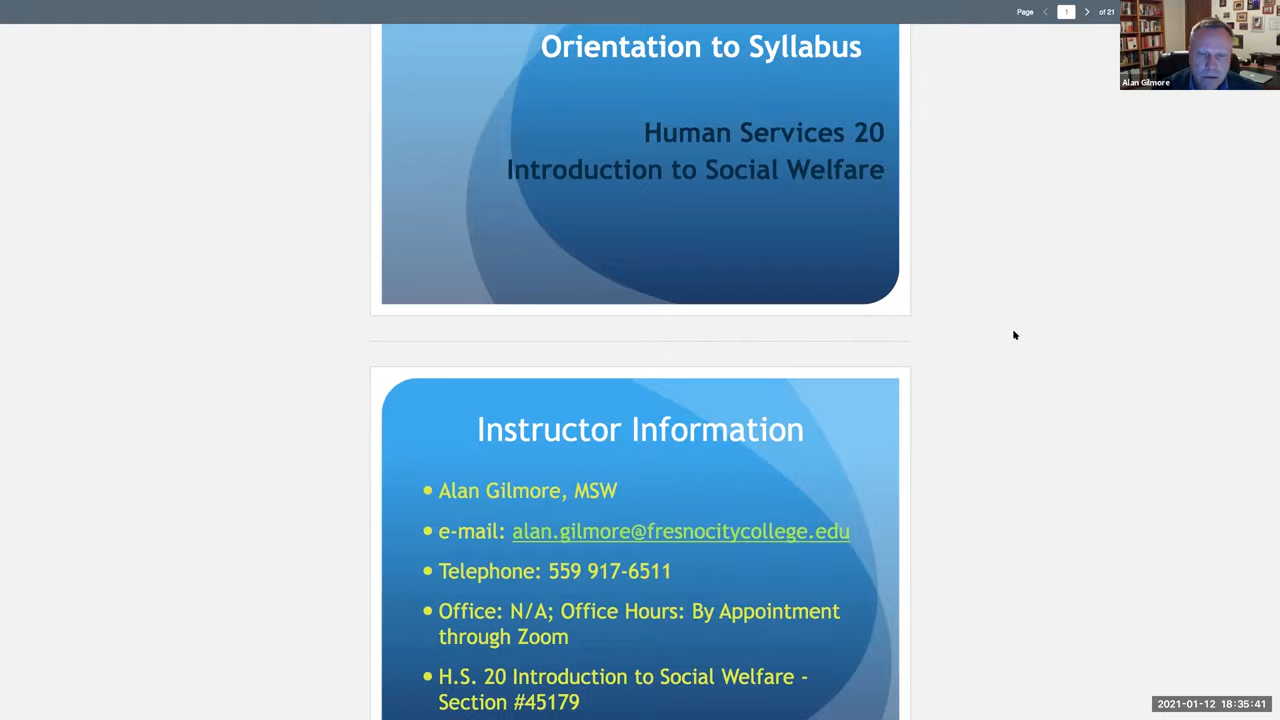 Page 1 of 21
Alan Gilmore
Orientation to Syllabus
Human Services 20
Introduction to Social Welfare
Instructor Information
• Alan Gilmore, MSW
• e-mail: alan.gilmore@fresnocitycollege.edu
• Telephone: 559 917-6511
• Office: N/A; Office Hours: By Appointment
through Zoom
• H.S. 20 Introduction to Social Welfare -
Section #45179
2021-01-12 18:35:41